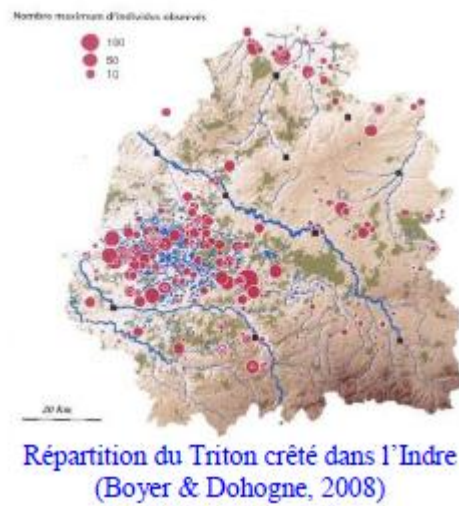 Nombre maximum d'individus observés
100
50
10
20 Km
Répartition du Triton crêté dans l'Indre
(Boyer & Dohogne, 2008)